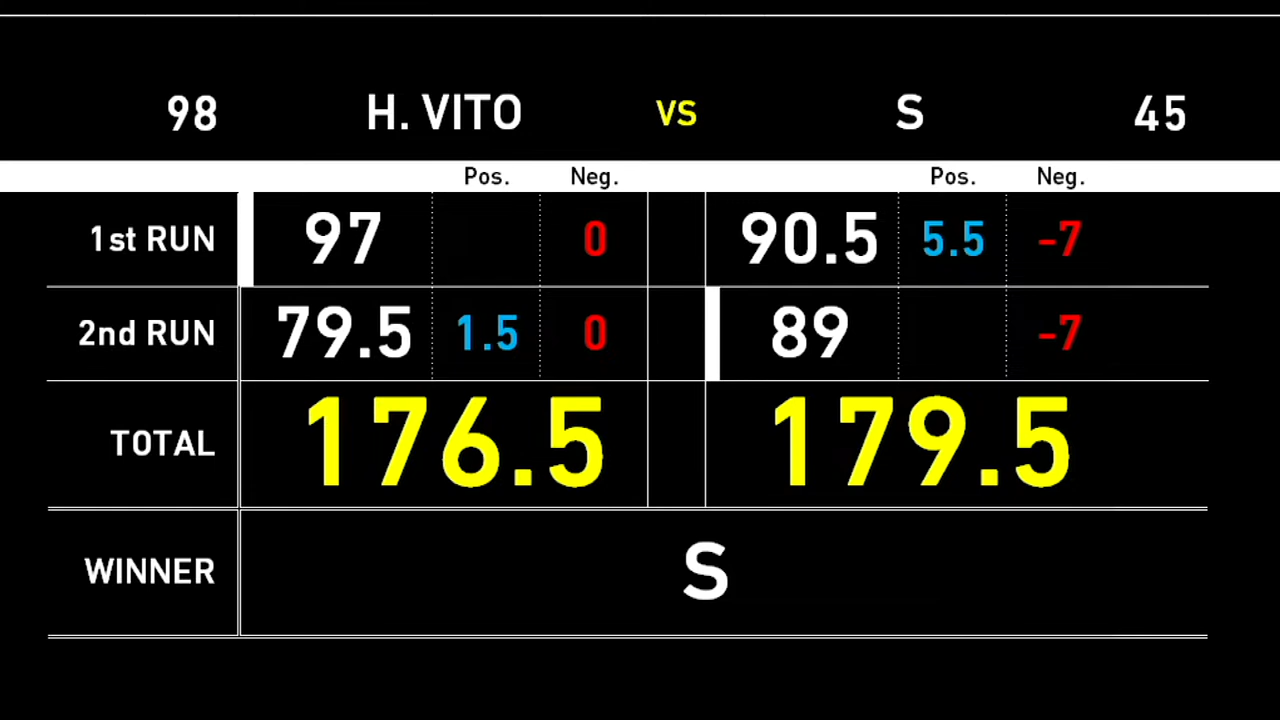 98 H. VITO VS S 45
Pos. Neg. Pos. Neg.
1st RUN 97 0 90.5 5.5 -7
2nd RUN 79.5 1.5 0 89 -7
TOTAL 176.5 179.5
WINNER S